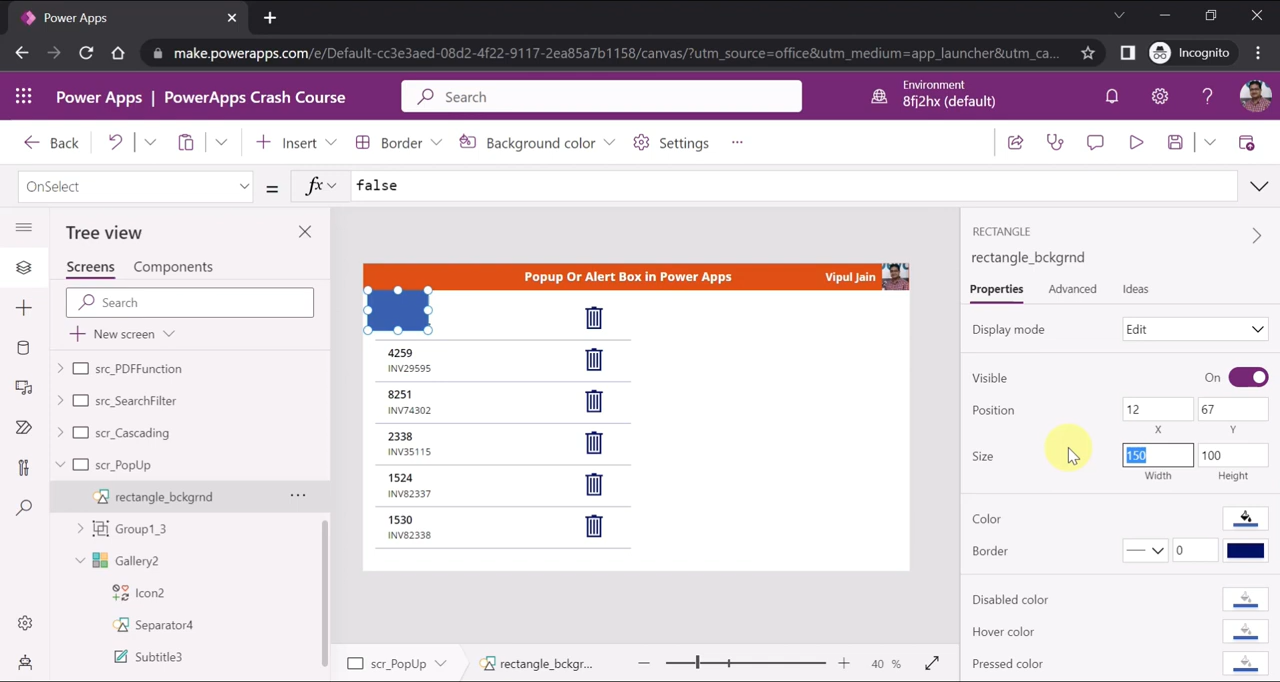 Power Apps
make.powerapps.com/e/Default-cc3e3aed-08d2-4f22-9117-2ea85a7b1158/canvas/?utm_source=office&utm_medium=app_launcher&utm_ca...
Incognito
Power Apps | PowerApps Crash Course
Search
Environment
8fj2hx (default)
Back
Insert
Border
Background color
Settings
OnSelect
=
fx
false
Tree view
Screens
Components
Search
New screen
src_PDFFunction
src_SearchFilter
scr_Cascading
scr_PopUp
rectangle_bckgrnd
Group1_3
Gallery2
Icon2
Separator4
Subtitle3
Popup Or Alert Box in Power Apps
Vipul Jain
4259
INV29595
8251
INV74302
2338
INV35115
1524
INV82337
1530
INV82338
scr_PopUp
rectangle_bckgr...
40 %
RECTANGLE
rectangle_bckgrnd
Properties
Advanced
Ideas
Display mode
Edit
Visible
On
Position
12
67
X
Y
Size
150
100
Width
Height
Color
Border
0
Disabled color
Hover color
Pressed color